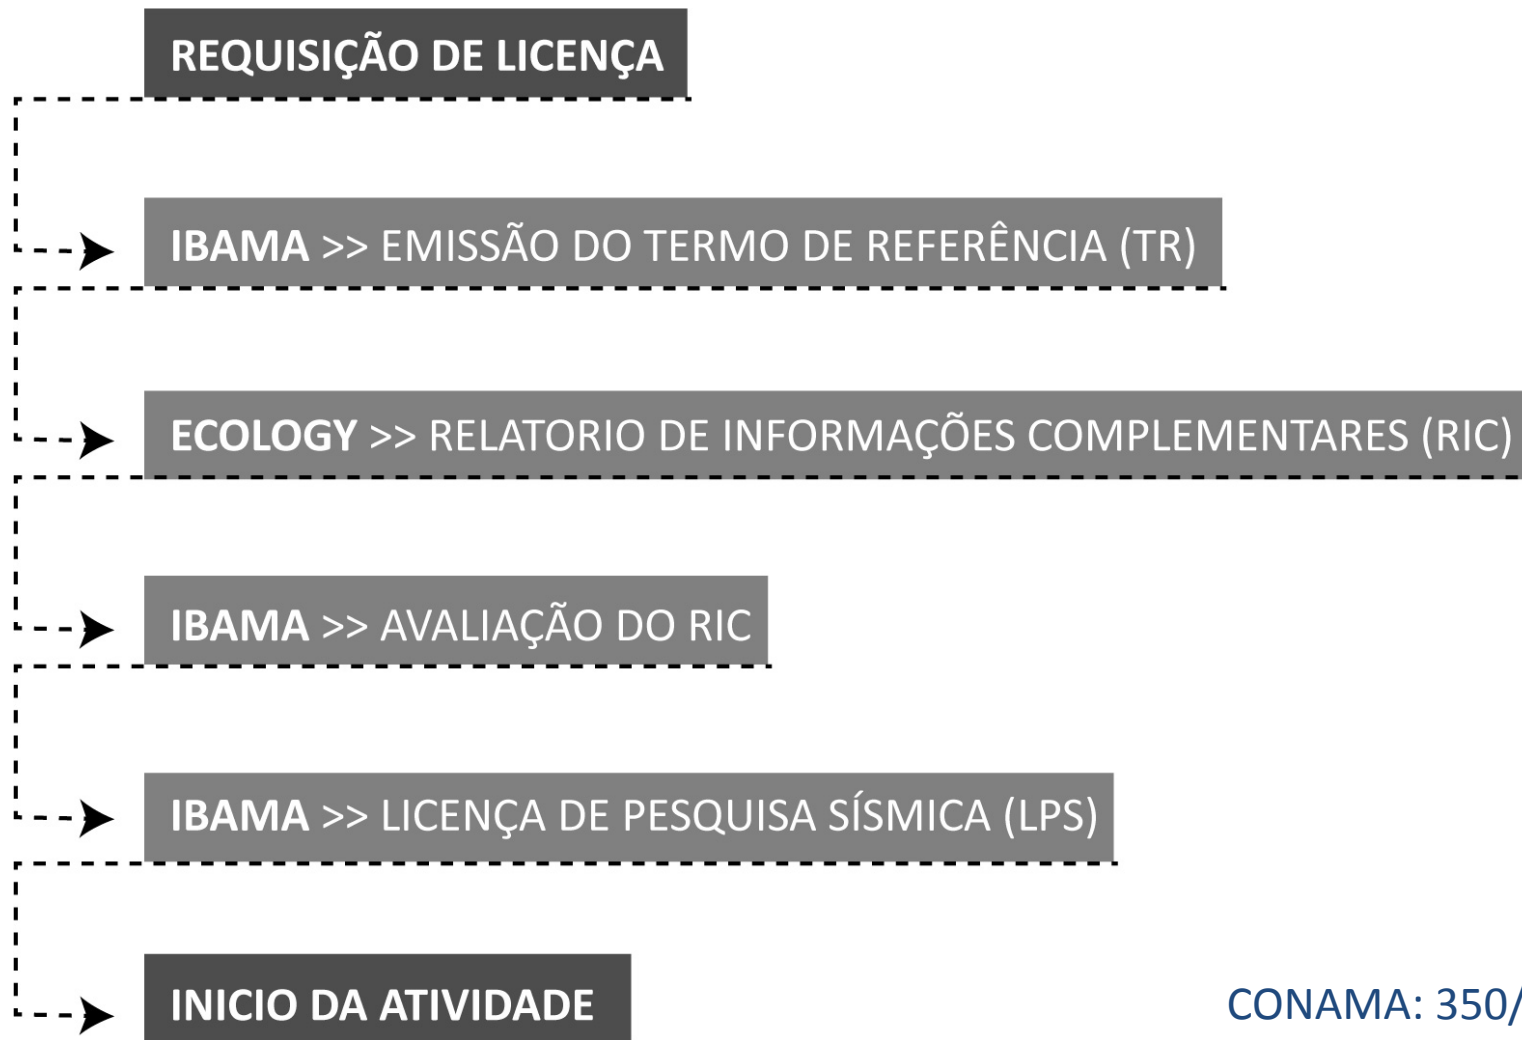 REQUISIÇÃO DE LICENÇA
IBAMA >> EMISSÃO DO TERMO DE REFERÊNCIA (TR)
ECOLOGY >> RELATORIO DE INFORMAÇÕES COMPLEMENTARES (RIC)
IBAMA >> AVALIAÇÃO DO RIC
IBAMA >> LICENÇA DE PESQUISA SÍSMICA (LPS)
INICIO DA ATIVIDADE
CONAMA: 350/